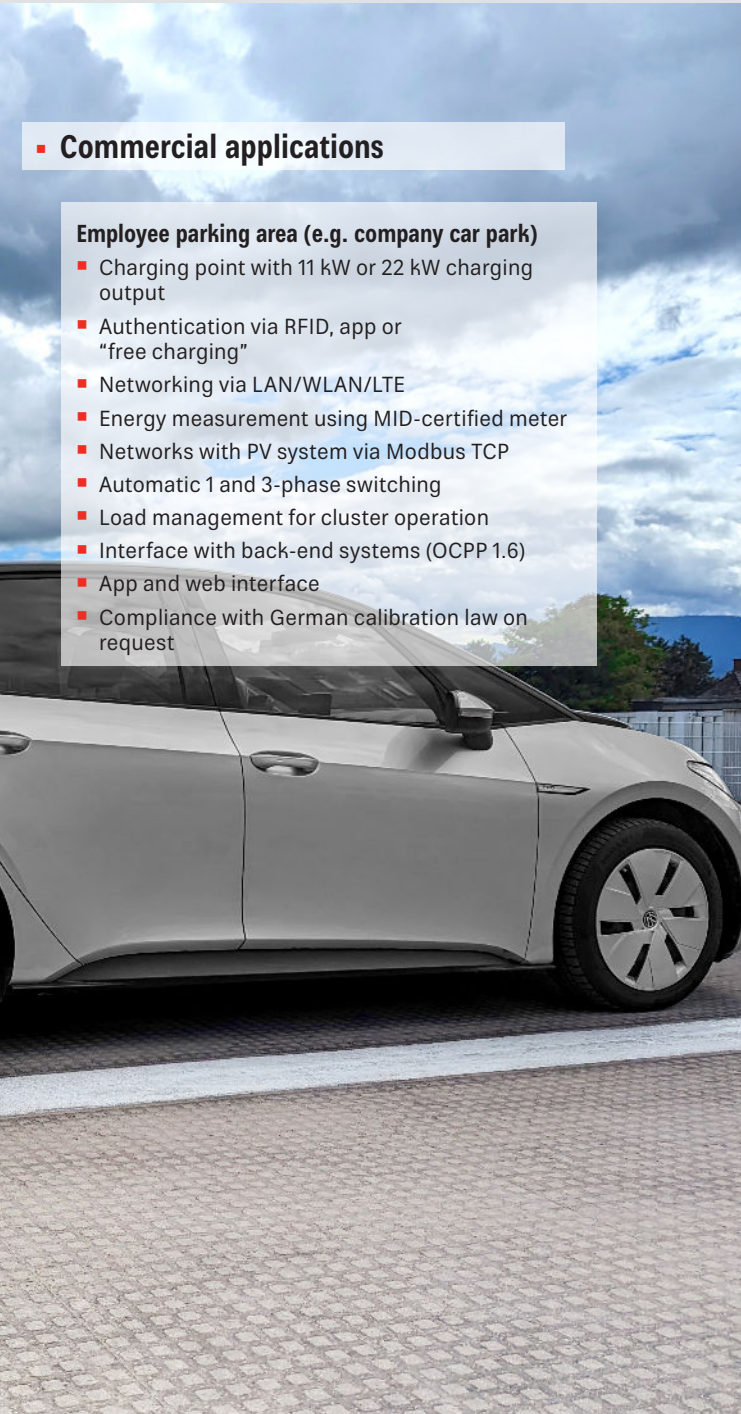 Commercial applications
Employee parking area (e.g. company car park)
Charging point with 11 kW or 22 kW charging
output
Authentication via RFID, app or
“free charging”
Networking via LAN/WLAN/LTE
Energy measurement using MID-certified meter
Networks with PV system via Modbus TCP
Automatic 1 and 3-phase switching
Load management for cluster operation
Interface with back-end systems (OCPP 1.6)
App and web interface
Compliance with German calibration law on
request